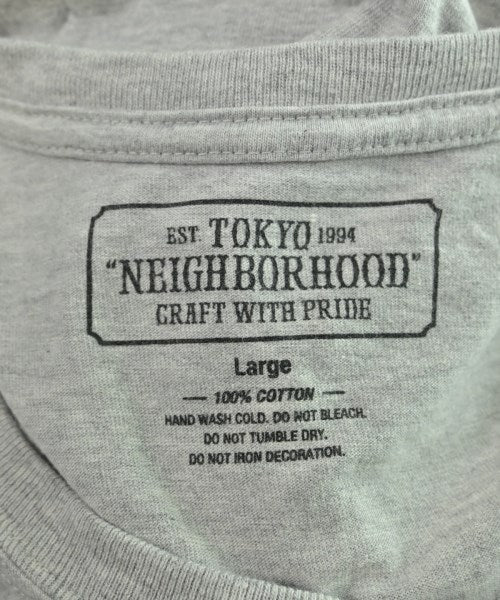 EST. TOKYO 1994
"NEIGHBORHOOD"
CRAFT WITH PRIDE
Large
— 100% COTTON —
HAND WASH COLD. DO NOT BLEACH.
DO NOT TUMBLE DRY.
DO NOT IRON DECORATION.